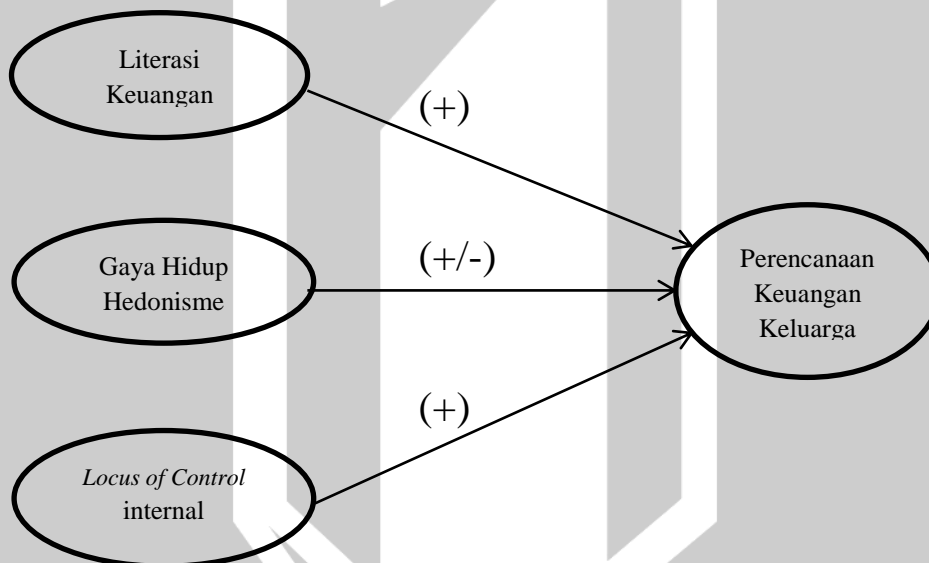 Literasi
Keuangan
(+)
Gaya Hidup
Hedonisme
(+/-)
Perencanaan
Keuangan
Keluarga
(+)
Locus of Control
internal